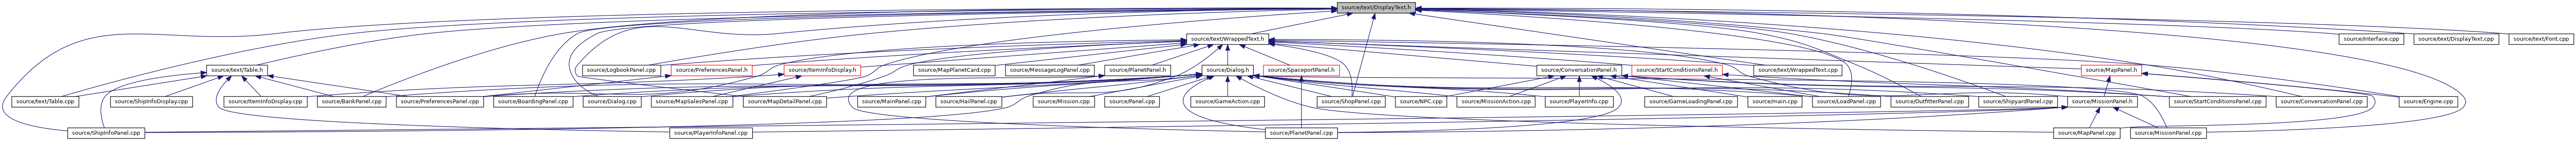 source/text/DisplayText.h
source/text/WrappedText.h
source/Interface.cpp
source/text/DisplayText.cpp
source/text/Font.cpp
source/text/Table.h
source/LogbookPanel.cpp
source/PreferencesPanel.h
source/ItemInfoDisplay.h
source/MapPlanetCard.cpp
source/MessageLogPanel.cpp
source/PlanetPanel.h
source/Dialog.h
source/SpaceportPanel.h
source/ConversationPanel.h
source/StartConditionsPanel.h
source/text/WrappedText.cpp
source/MapPanel.h
source/text/Table.cpp
source/ShipInfoDisplay.cpp
source/ItemInfoDisplay.cpp
source/BankPanel.cpp
source/PreferencesPanel.cpp
source/BoardingPanel.cpp
source/Dialog.cpp
source/MapSalesPanel.cpp
source/MapDetailPanel.cpp
source/MainPanel.cpp
source/HailPanel.cpp
source/Mission.cpp
source/Panel.cpp
source/GameAction.cpp
source/ShopPanel.cpp
source/NPC.cpp
source/MissionAction.cpp
source/PlayerInfo.cpp
source/GameLoadingPanel.cpp
source/main.cpp
source/LoadPanel.cpp
source/OutfitterPanel.cpp
source/ShipyardPanel.cpp
source/MissionPanel.h
source/StartConditionsPanel.cpp
source/ConversationPanel.cpp
source/Engine.cpp
source/ShipInfoPanel.cpp
source/PlayerInfoPanel.cpp
source/PlanetPanel.cpp
source/MapPanel.cpp
source/MissionPanel.cpp